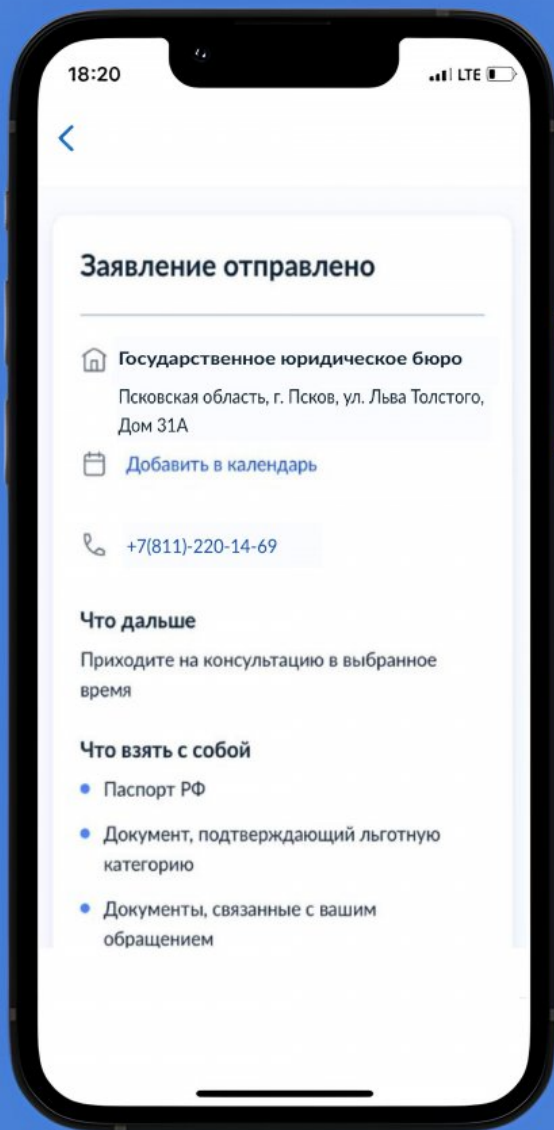 18:20
LTE
Заявление отправлено
Государственное юридическое бюро
Псковская область, г. Псков, ул. Льва Толстого,
Дом 31А
Добавить в календарь
+7(811)-220-14-69
Что дальше
Приходите на консультацию в выбранное
время
Что взять с собой
Паспорт РФ
Документ, подтверждающий льготную
категорию
Документы, связанные с вашим
обращением